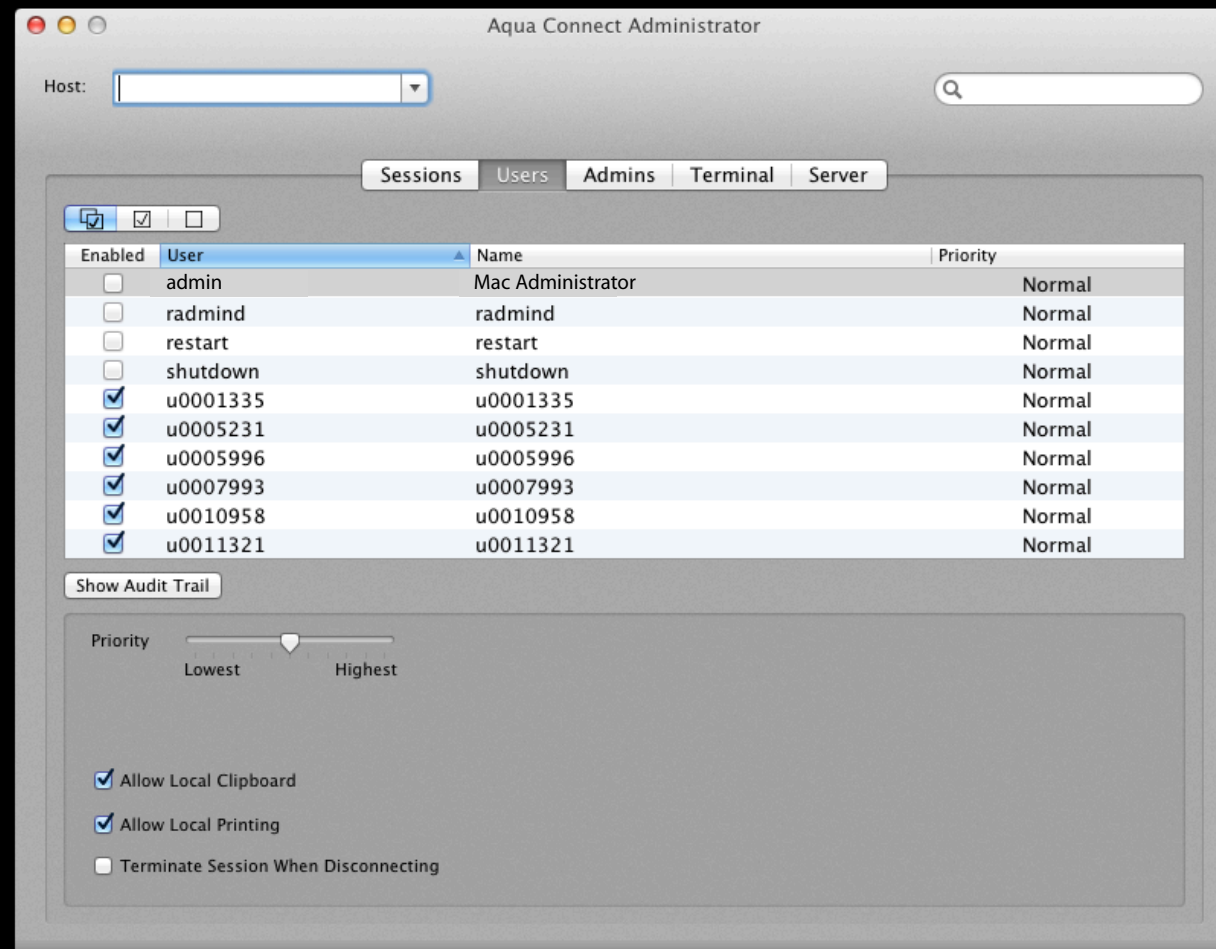 Aqua Connect Administrator
Host:
Sessions Users Admins Terminal Server
Enabled User Name Priority
admin Mac Administrator Normal
radmind radmind Normal
restart restart Normal
shutdown shutdown Normal
u0001335 u0001335 Normal
u0005231 u0005231 Normal
u0005996 u0005996 Normal
u0007993 u0007993 Normal
u0010958 u0010958 Normal
u0011321 u0011321 Normal
Show Audit Trail
Priority
Lowest Highest
Allow Local Clipboard
Allow Local Printing
Terminate Session When Disconnecting